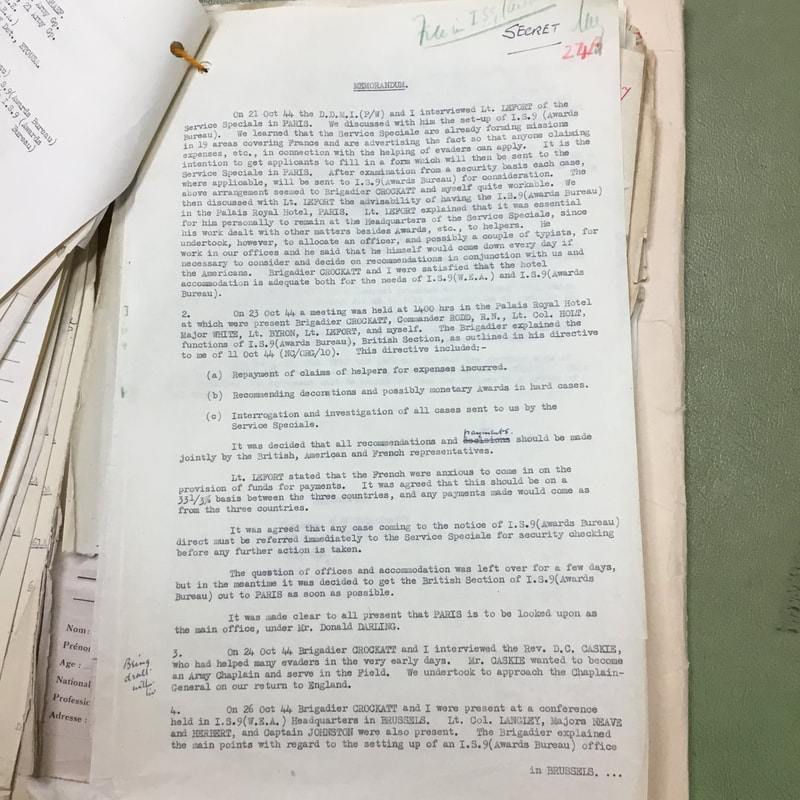 Army Gp.
21 Army Gp.
Det., BRUSSEL.
I.S.9(Awards Bureau)
I.S.9 (Awards
Bureau)
File in
SECRET
MEMORANDUM.
On 21 Oct 44 the D.D.M.I.(P/W) and I interviewed Lt. LEFORT of the
Service Speciale in PARIS. We discussed with him the set-up of I.S.9 (Awards
Bureau). We learned that the Service Speciale are already forming missions
in 19 areas covering France and are advertising the fact so that anyone claiming
expenses, etc., in connection with the helping of evaders can apply. It is the
intention to get applicants to fill in a form which will then be sent to the
Service Speciale in PARIS. After examination from a security basis each case,
where applicable, will be sent to I.S.9(Awards Bureau) for consideration. The
above arrangement seemed to Brigadier CROCKATT and myself quite workable. We
then discussed with Lt. LEFORT the advisability of having the I.S.9(Awards Bureau)
in the Palais Royal Hotel, PARIS. Lt. LEFORT explained that it was essential
for him personally to remain at the Headquarters of the Service Speciale, since
his work dealt with other matters besides Awards, etc., to helpers. He
undertook, however, to allocate an officer, and possibly a couple of typists, for
work in our offices and he said that he himself would come down every day if
necessary to consider and decide on recommendations in conjunction with us and
the Americans. Brigadier CROCKATT and I were satisfied that the hotel
accommodation is adequate both for the needs of I.S.9(W.E.A.) and I.S.9(Awards
Bureau).
2. On 23 Oct 44 a meeting was held at 1400 hrs in the Palais Royal Hotel
at which were present Brigadier CROCKATT, Commander RODD, R.N., Lt. Col. HOLT,
Major WHITE, Lt. BYRON, Lt. LEFORT, and myself. The Brigadier explained the
functions of I.S.9(Awards Bureau), British Section, as outlined in his directive
to me of 11 Oct 44 (NC/ORG/10). This directive included;-
(a) Repayment of claims of helpers for expenses incurred.
(b) Recommending decorations and possibly monetary Awards in hard cases.
(c) Interrogation and investigation of all cases sent to us by the
Service Speciale.
payments.
It was decided that all recommendations and decisions should be made
jointly by the British, American and French representatives.
Lt. LEFORT stated that the French were anxious to come in on the
provision of funds for payments. It was agreed that this should be on a
33 1/3% basis between the three countries, and any payments made would come as
from the three countries.
It was agreed that any case coming to the notice of I.S.9(Awards Bureau)
direct must be referred immediately to the Service Speciale for security checking
before any further action is taken.
The question of offices and accommodation was left over for a few days,
but in the meantime it was decided to get the British Section of I.S.9(Awards
Bureau) out to PARIS as soon as possible.
It was made clear to all present that PARIS is to be looked upon as
the main office, under Mr. Donald DARLING.
3. On 24 Oct 44 Brigadier CROCKATT and I interviewed the Rev. D.C. CASKIE,
who had helped many evaders in the very early days. Mr. CASKIE wanted to become
an Army Chaplain and serve in the Field. We undertook to approach the Chaplain-
General on our return to England.
Being
dealt
with
4. On 26 Oct 44 Brigadier CROCKATT and I were present at a conference
held in I.S.9(W.E.A.) Headquarters in BRUSSELS. Lt. Col. LANGLEY, Majors NEAVE
and HERBERT, and Captain JOHNSTON were also present. The Brigadier explained
the main points with regard to the setting up of an I.S.9(Awards Bureau) office
in BRUSSELS. ...
Nom:
Prénom
Age :
National
Professio
Adresse :